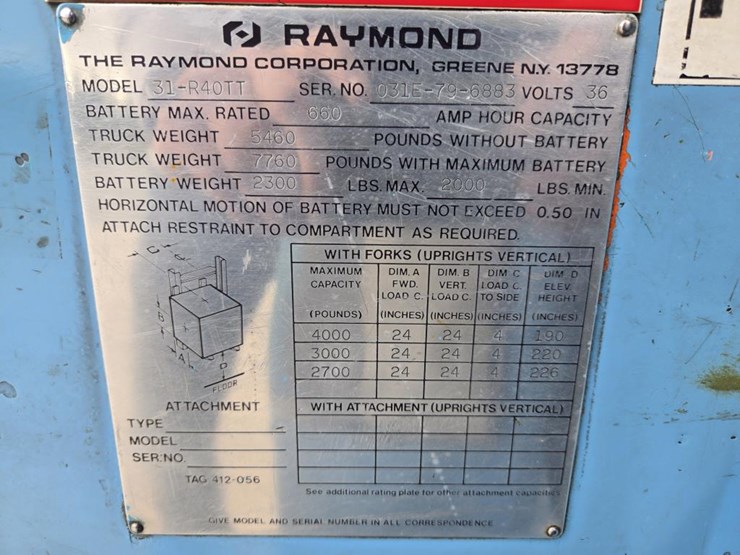 RAYMOND
THE RAYMOND CORPORATION, GREENE N.Y. 13778
MODEL 31-R40TT SER. NO. 031E-79-6883 VOLTS 36
BATTERY MAX. RATED 660 AMP HOUR CAPACITY
TRUCK WEIGHT 5460 POUNDS WITHOUT BATTERY
TRUCK WEIGHT 7760 POUNDS WITH MAXIMUM BATTERY
BATTERY WEIGHT 2300 LBS. MAX. 2000 LBS. MIN.
HORIZONTAL MOTION OF BATTERY MUST NOT EXCEED 0.50 IN
ATTACH RESTRAINT TO COMPARTMENT AS REQUIRED.
WITH FORKS (UPRIGHTS VERTICAL)
MAXIMUM CAPACITY (POUNDS) DIM. A FWD. LOAD C. (INCHES) DIM. B VERT. LOAD C. (INCHES) DIM C LOAD C. TO SIDE (INCHES) DIM D ELEV. HEIGHT (INCHES)
4000 24 24 4 190
3000 24 24 4 220
2700 24 24 4 226
C C
B
A
D
FLOOR
ATTACHMENT
TYPE
MODEL
SER. NO.
TAG 412-056
WITH ATTACHMENT (UPRIGHTS VERTICAL)
See additional rating plate for other attachment capacities
GIVE MODEL AND SERIAL NUMBER IN ALL CORRESPONDENCE